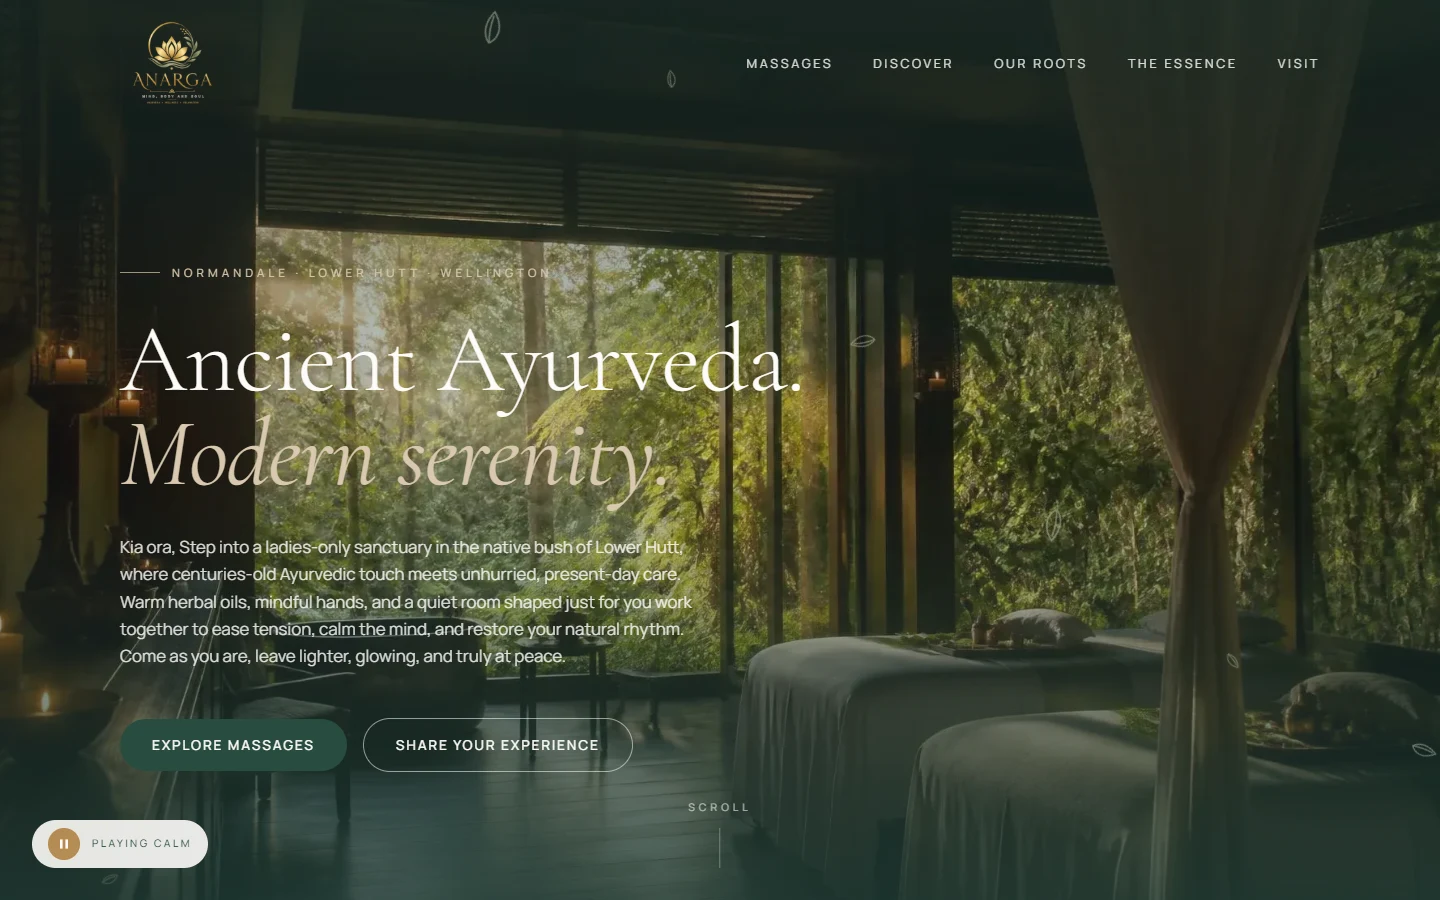 ANARGA
MIND, BODY AND SOUL
MASSAGES
DISCOVER
OUR ROOTS
THE ESSENCE
VISIT
NORMANDALE · LOWER HUTT · WELLINGTON
Ancient Ayurveda.
Modern serenity.
Kia ora, Step into a ladies-only sanctuary in the native bush of Lower Hutt,
where centuries-old Ayurvedic touch meets unhurried, present-day care.
Warm herbal oils, mindful hands, and a quiet room shaped just for you work
together to ease tension, calm the mind, and restore your natural rhythm.
Come as you are, leave lighter, glowing, and truly at peace.
EXPLORE MASSAGES
SHARE YOUR EXPERIENCE
SCROLL
PLAYING CALM